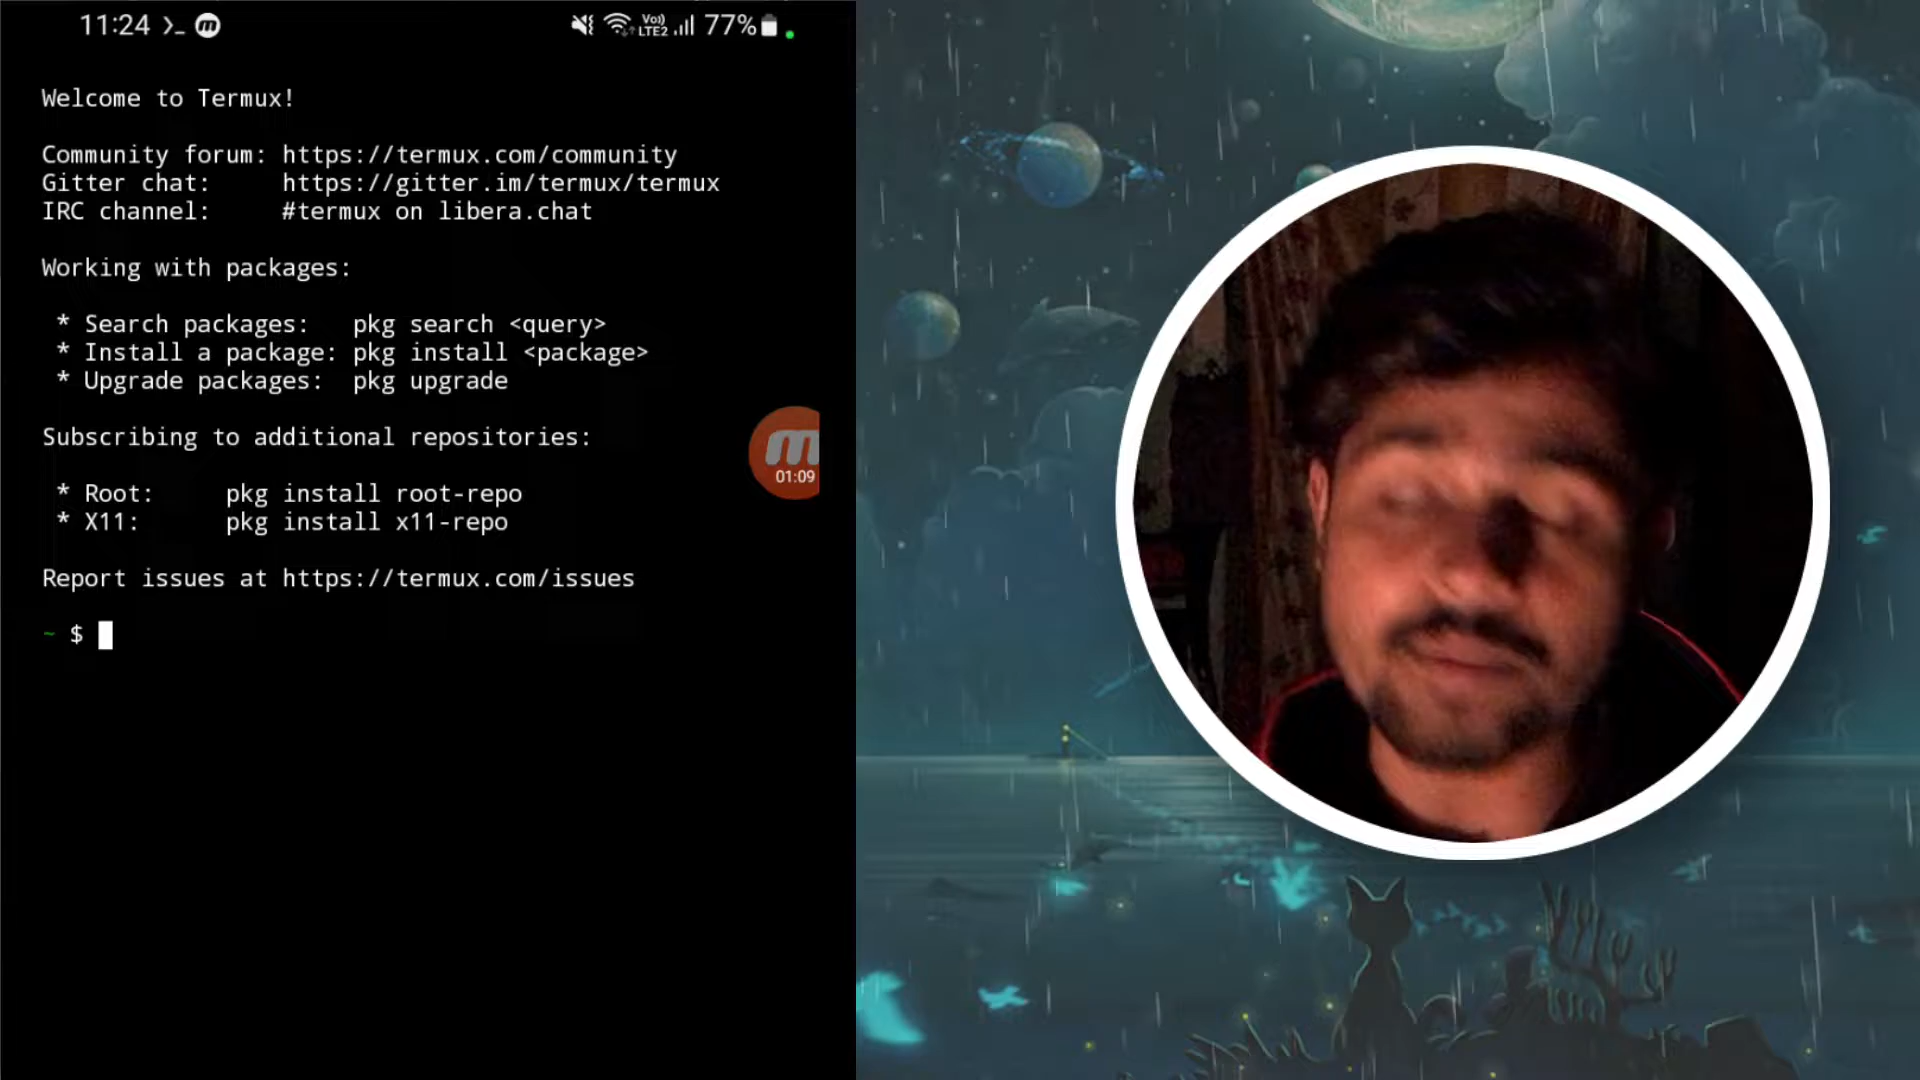 11:24 >_ m Vo)) LTE2 77%
Welcome to Termux!
Community forum: https://termux.com/community
Gitter chat: https://gitter.im/termux/termux
IRC channel: #termux on libera.chat
Working with packages:
* Search packages: pkg search <query>
* Install a package: pkg install <package>
* Upgrade packages: pkg upgrade
Subscribing to additional repositories:
* Root: pkg install root-repo
* X11: pkg install x11-repo
Report issues at https://termux.com/issues
~ $
m
01:09